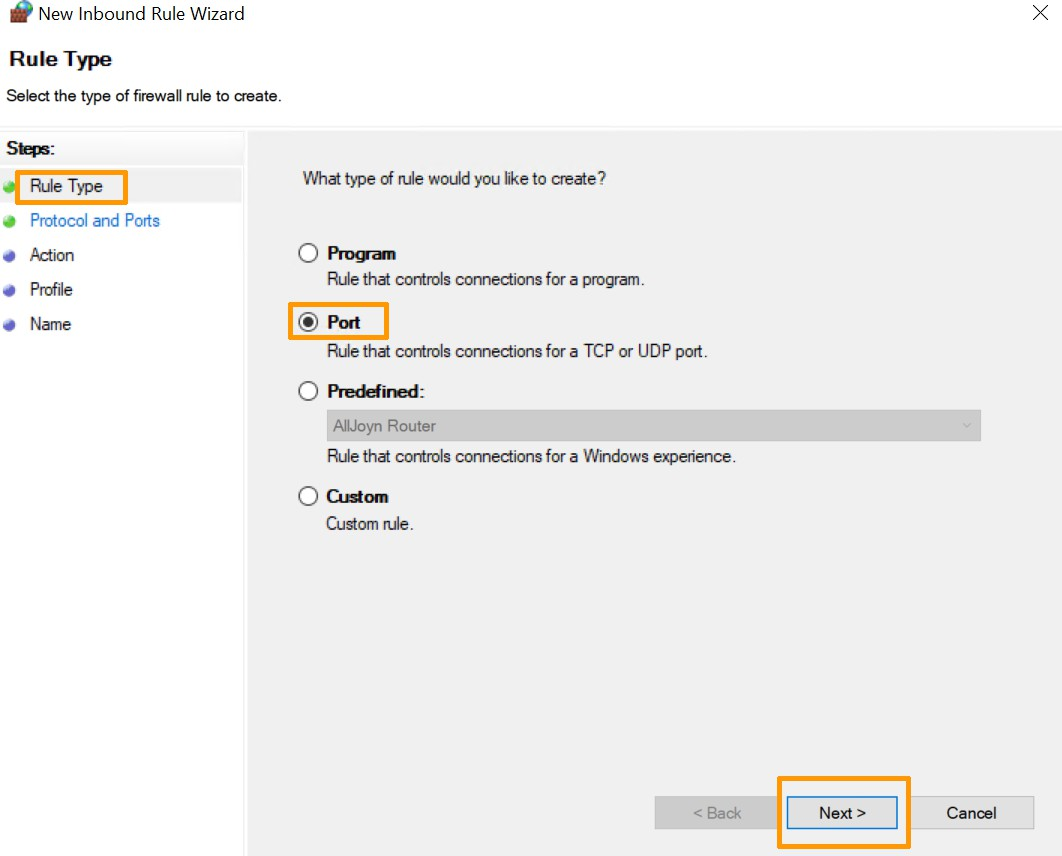 New Inbound Rule Wizard
Rule Type
Select the type of firewall rule to create.
Steps:
Rule Type
Protocol and Ports
Action
Profile
Name
What type of rule would you like to create?
Program
Rule that controls connections for a program.
Port
Rule that controls connections for a TCP or UDP port.
Predefined:
AllJoyn Router
Rule that controls connections for a Windows experience.
Custom
Custom rule.
< Back Next > Cancel